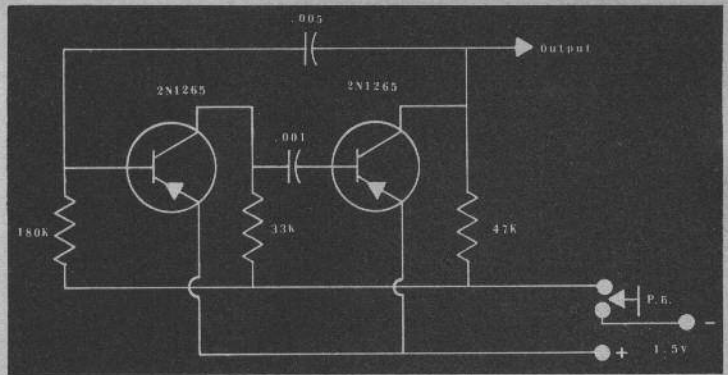 .005
Output
2N1265
2N1265
.001
180K
33K
47K
P.B.
-
+ 1.5V